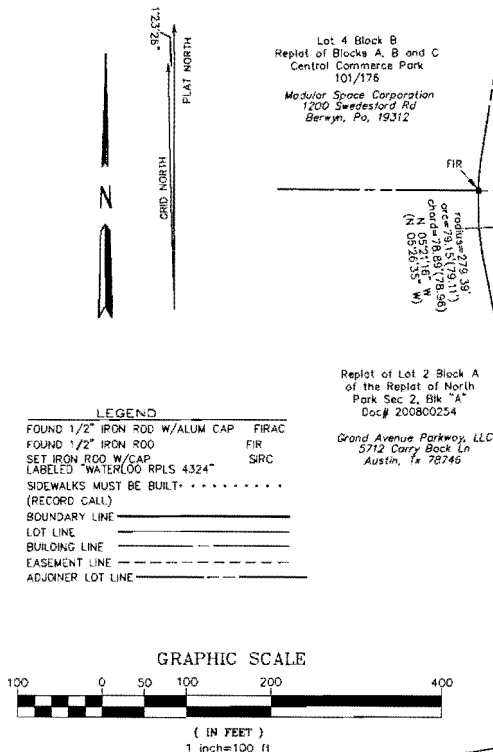 1°23'26"
PLAT NORTH
GRID NORTH
N
Lot 4 Block B
Replat of Blocks A, B and C
Central Commerce Park
101/176
Modular Space Corporation
1200 Swedesford Rd
Berwyn, Pa, 19312
FIR
radius=279.39'
arc=79.15'(79.11')
chord=78.89'(78.96)
N 05°21'16" W
(N 05°26'35" W)
Replat of Lot 2 Block A
of the Replat of North
Park Sec 2, Blk "A"
Doc# 200800254
Grand Avenue Parkway, LLC
5712 Carry Back Ln
Austin, Tx 78746
LEGEND
FOUND 1/2" IRON ROD W/ALUM CAP FIRAC
FOUND 1/2" IRON ROD FIR
SET IRON ROD W/CAP SIRC
LABELED "WATERLOO RPLS 4324"
SIDEWALKS MUST BE BUILT
(RECORD CALL)
BOUNDARY LINE
LOT LINE
BUILDING LINE
EASEMENT LINE
ADJOINER LOT LINE
GRAPHIC SCALE
100 0 50 100 200 400
( IN FEET )
1 inch=100 ft